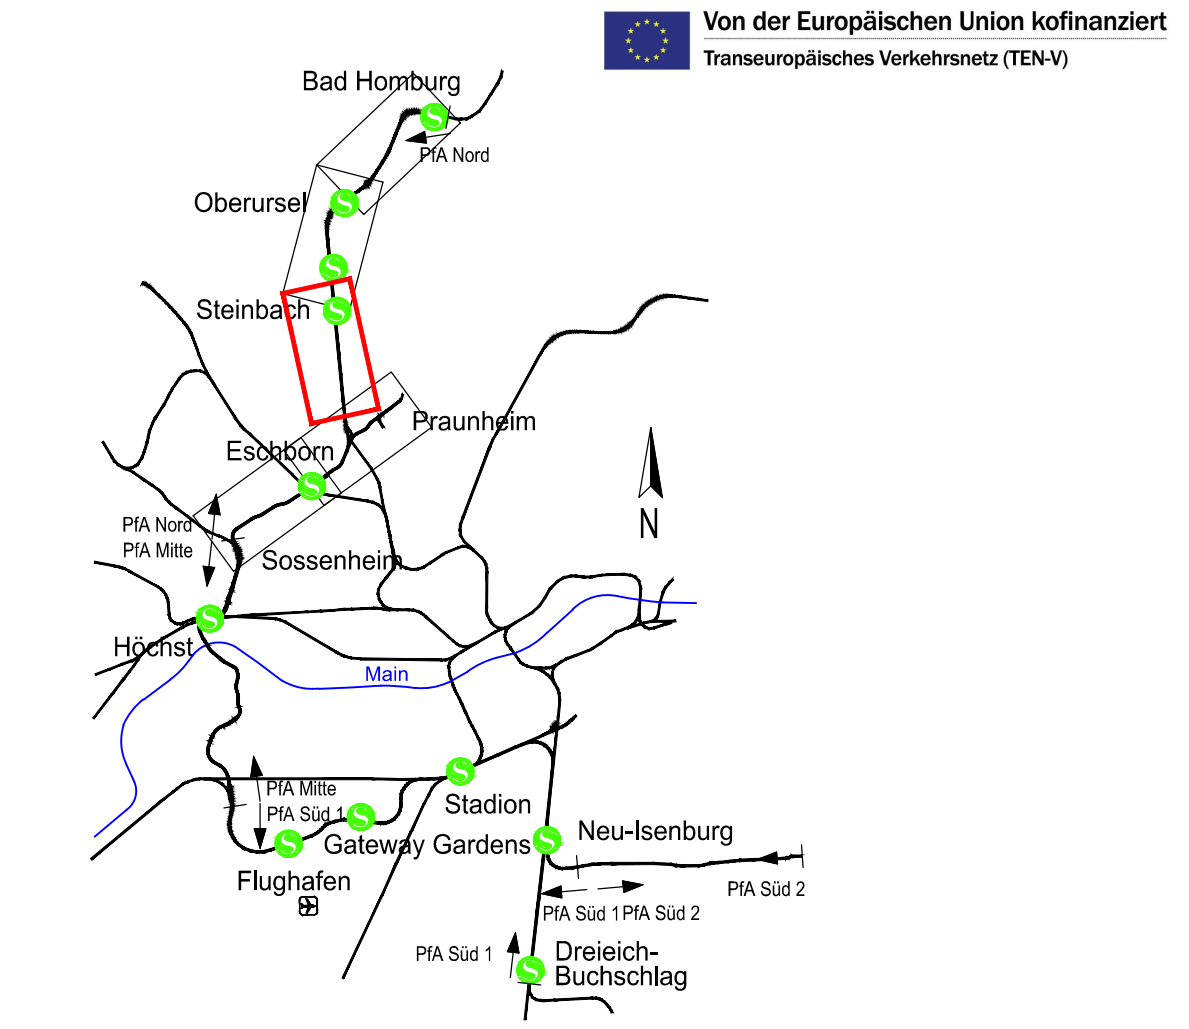 Von der Europäischen Union kofinanziert
Transeuropäisches Verkehrsnetz (TEN-V)
Bad Homburg
PfA Nord
Oberursel
Steinbach
Praunheim
Eschborn
PfA Nord
PfA Mitte
N
Sossenheim
Höchst
Main
PfA Mitte
PfA Süd 1
Stadion
Neu-Isenburg
Gateway Gardens
Flughafen
PfA Süd 2
PfA Süd 1 PfA Süd 2
PfA Süd 1
Dreieich-
Buchschlag